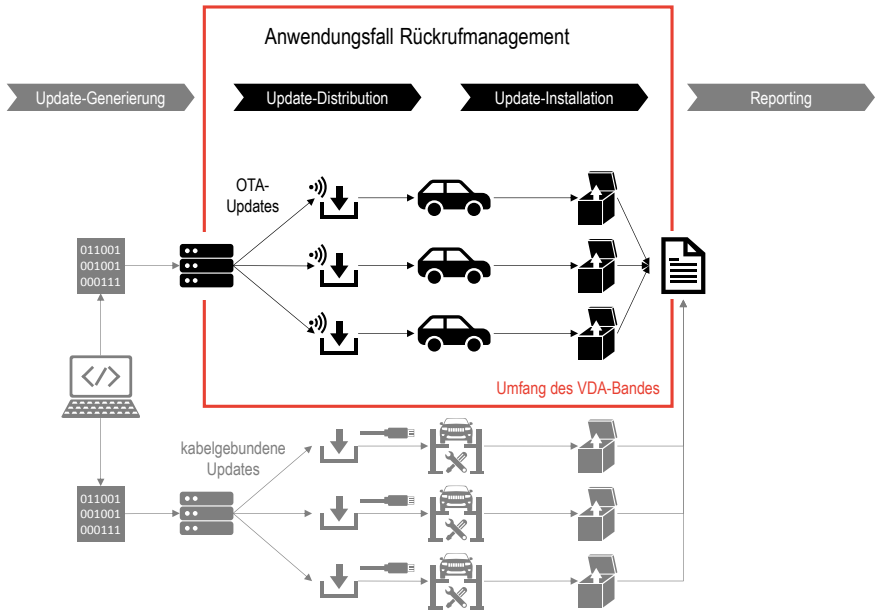 Anwendungsfall Rückrufmanagement
Update-Generierung
Update-Distribution
Update-Installation
Reporting
OTA-
Updates
011001
001001
000111
</>
Umfang des VDA-Bandes
kabelgebundene
Updates
011001
001001
000111